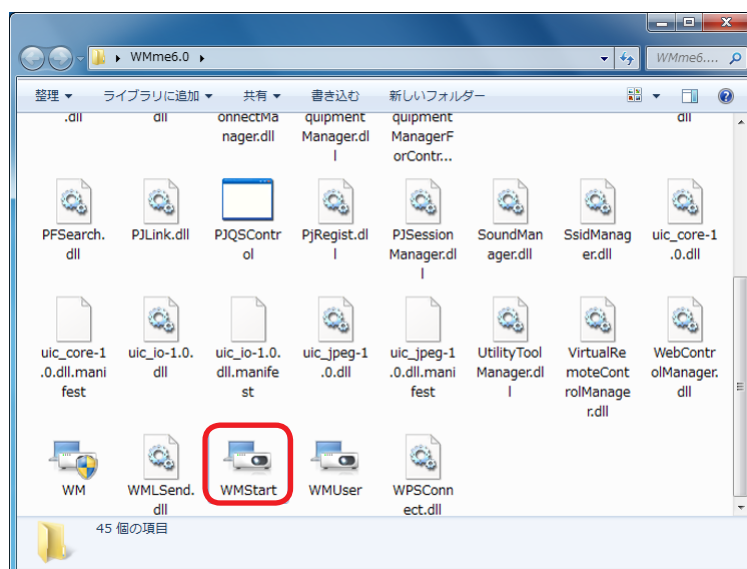 WMme6.0
WMme6....
整理 ライブラリに追加 共有 書き込む 新しいフォルダー
.dll
dll
onnectMa
nager.dll
quipment
Manager.dl
l
quipment
ManagerF
orContr...
dll
PFSearch.
dll
PJLink.dll
PJQSContr
ol
PjRegist.dl
l
PJSession
Manager.dl
l
SoundMan
ager.dll
SsidManag
er.dll
uic_core-1
.0.dll
uic_core-1
.0.dll.mani
fest
uic_io-1.0.
dll
uic_io-1.0.
dll.manife
st
uic_jpeg-1
.0.dll
uic_jpeg-1
.0.dll.mani
fest
UtilityTool
Manager.dl
l
VirtualRe
moteCont
rolManage
r.dll
WebContr
olManager.
dll
WM
WMLSend.
dll
WMStart
WMUser
WPSConn
ect.dll
45 個の項目